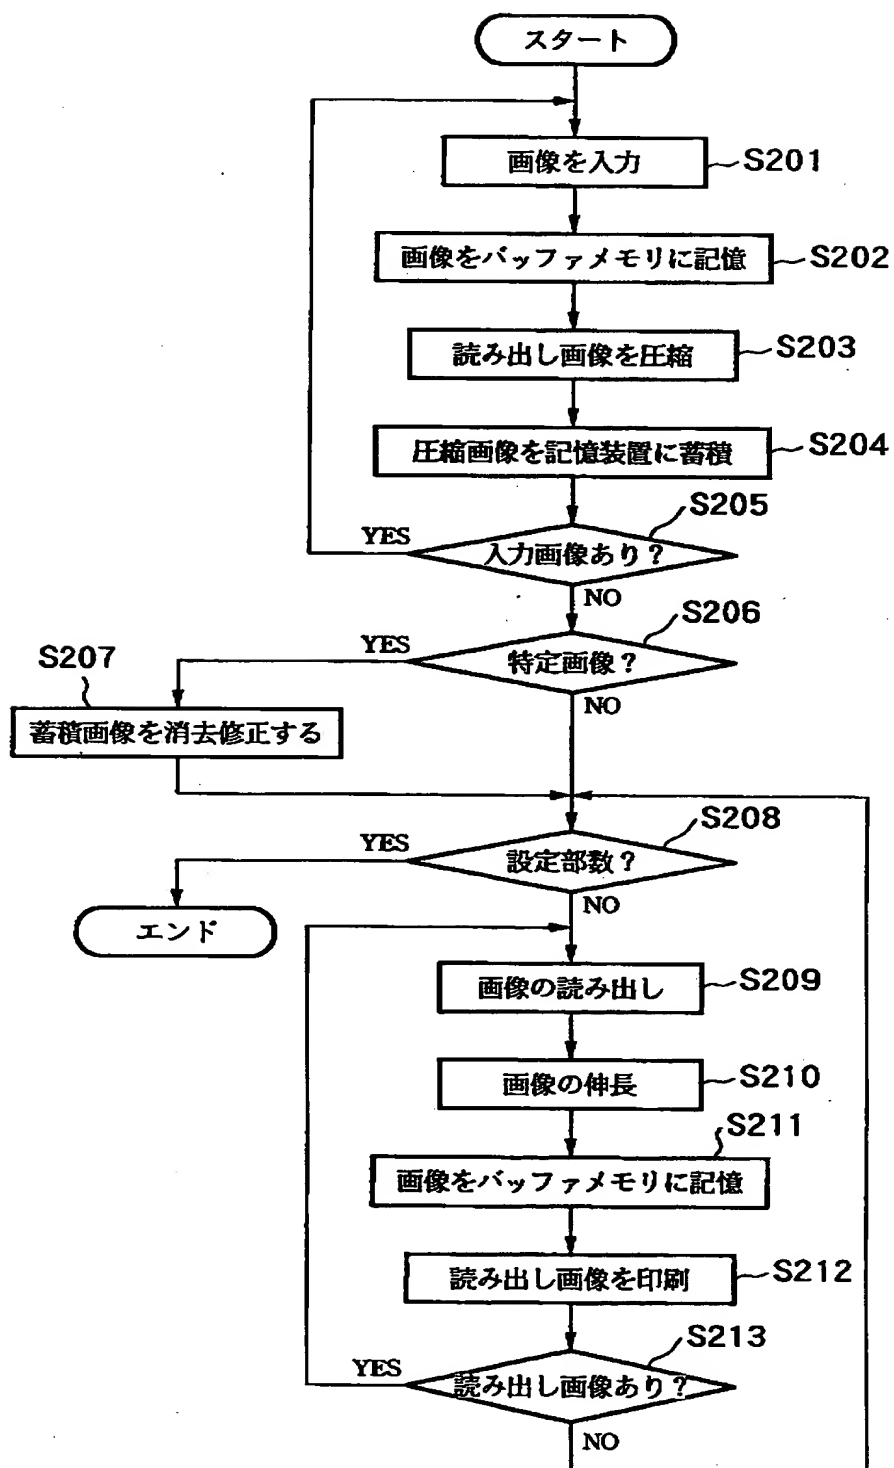 スタート
画像を入力
S201
画像をバッファメモリに記憶
S202
読み出し画像を圧縮
S203
圧縮画像を記憶装置に蓄積
S204
S205
YES
入力画像あり？
NO
S206
YES
特定画像？
NO
S207
蓄積画像を消去修正する
S208
YES
設定部数？
NO
エンド
画像の読み出し
S209
画像の伸長
S210
S211
画像をバッファメモリに記憶
読み出し画像を印刷
S212
S213
YES
読み出し画像あり？
NO